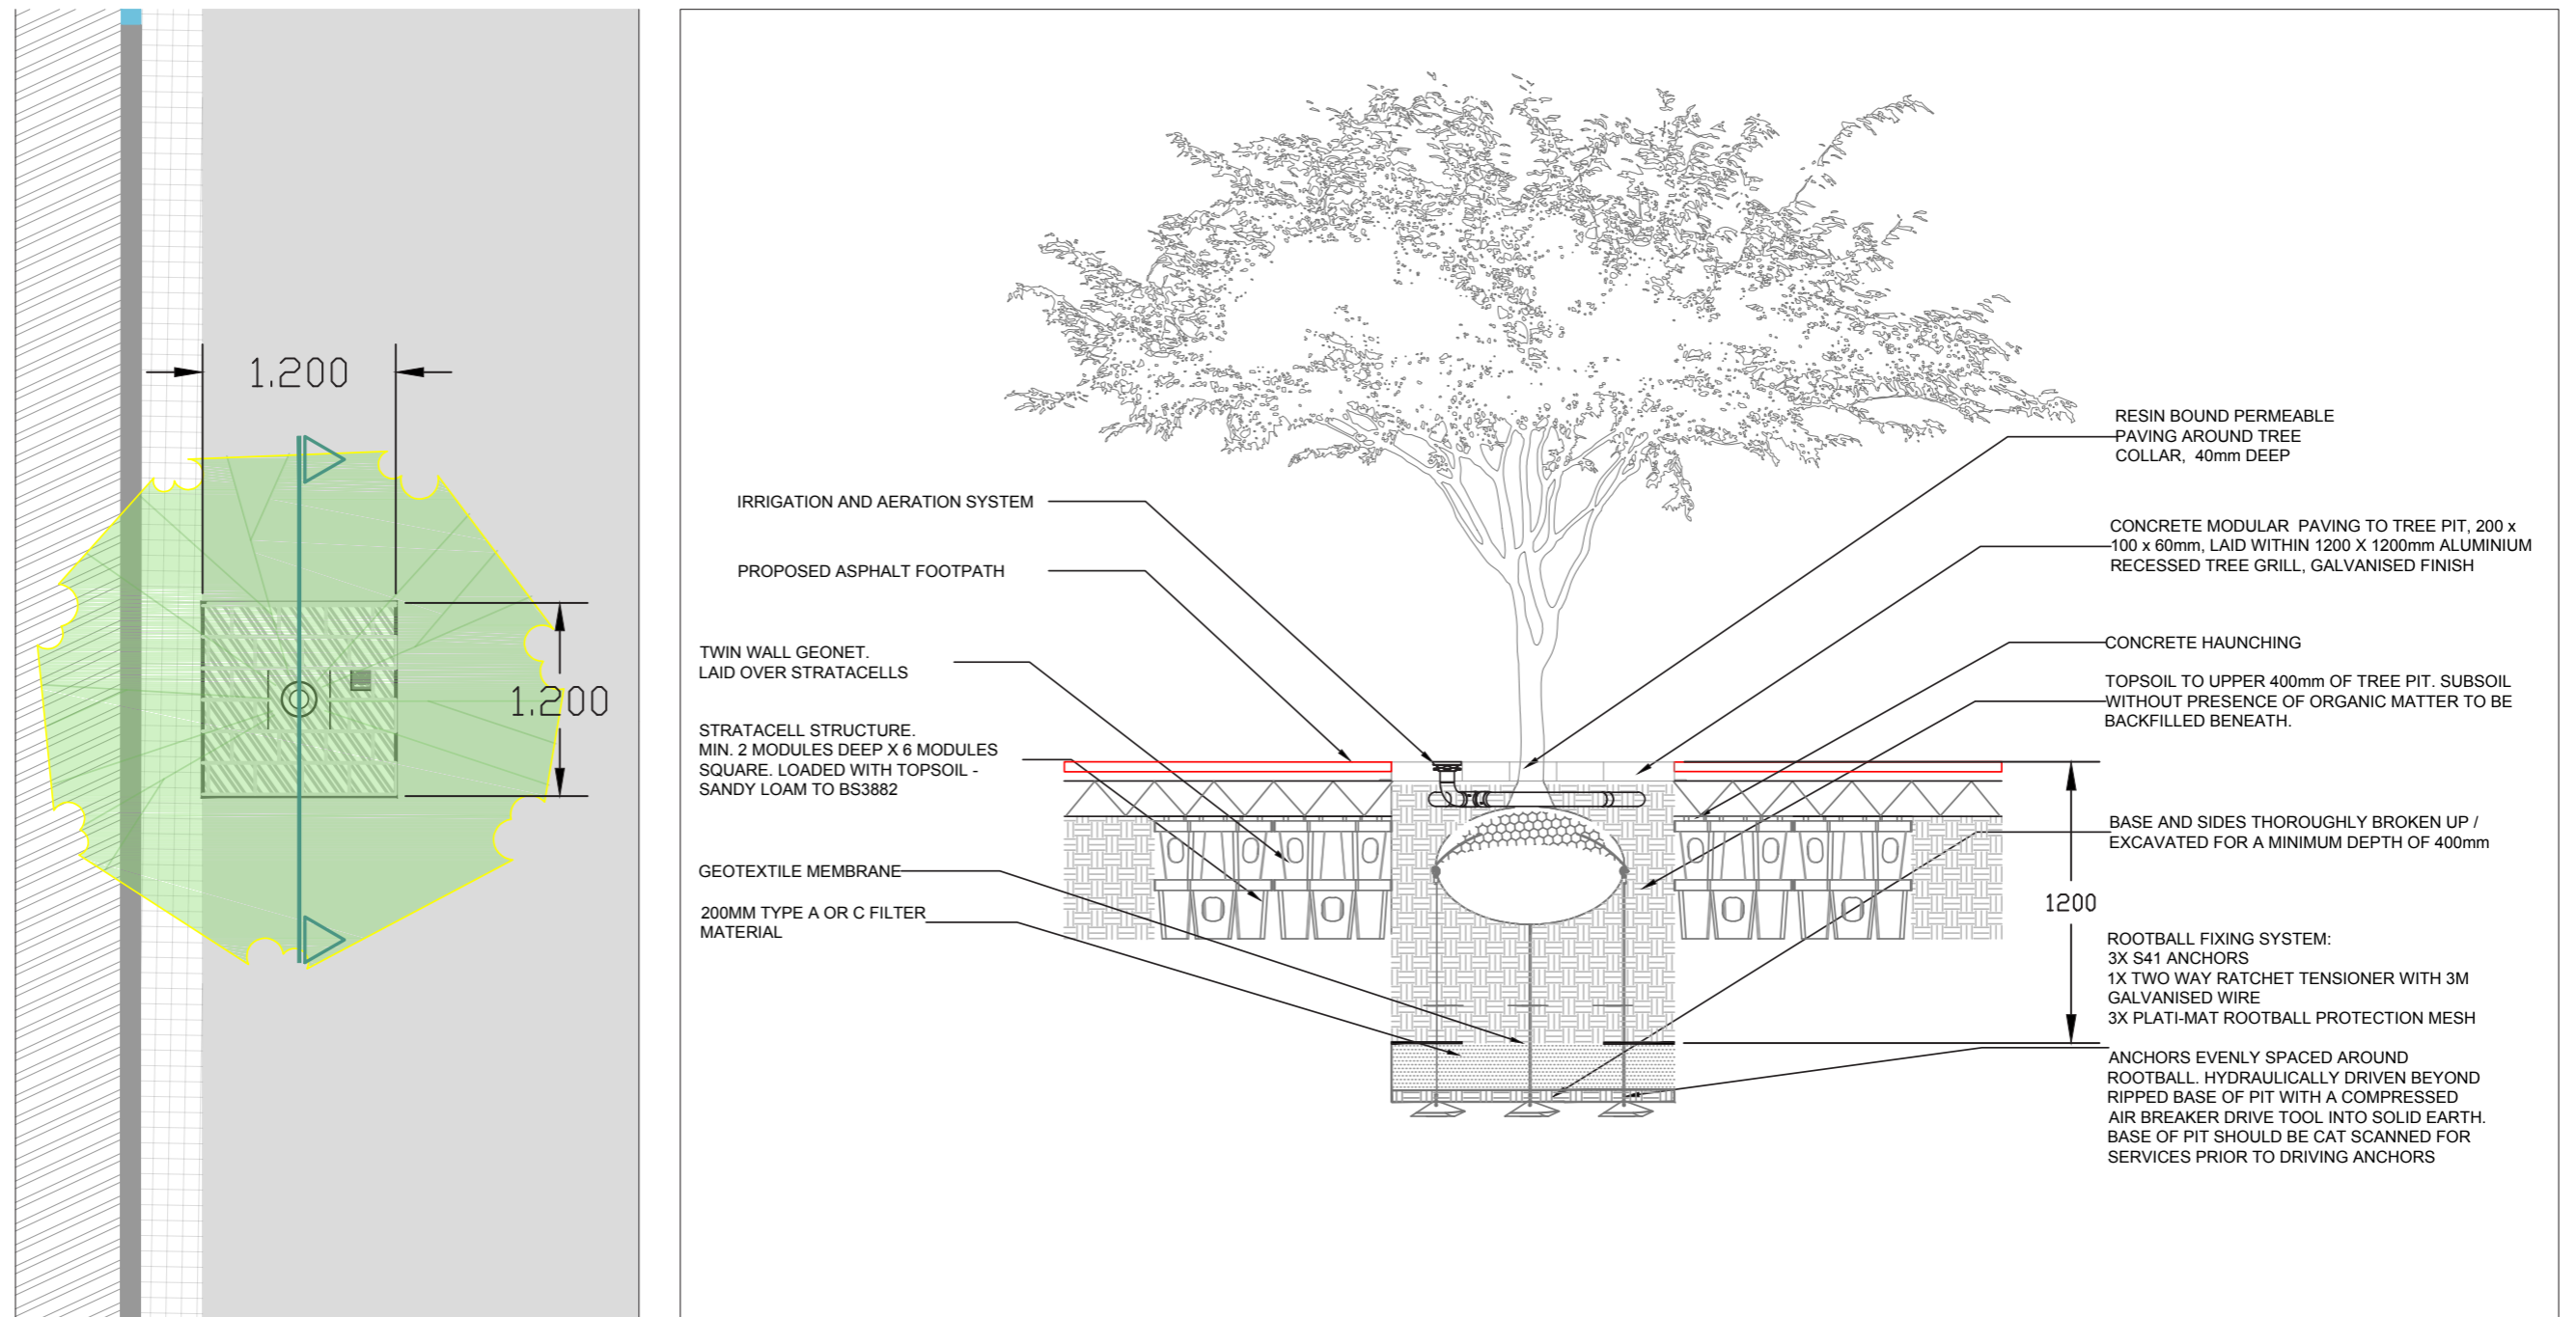 1.200
1.200
IRRIGATION AND AERATION SYSTEM
PROPOSED ASPHALT FOOTPATH
TWIN WALL GEONET.
LAID OVER STRATACELLS
STRATACELL STRUCTURE.
MIN. 2 MODULES DEEP X 6 MODULES
SQUARE. LOADED WITH TOPSOIL -
SANDY LOAM TO BS3882
GEOTEXTILE MEMBRANE
200MM TYPE A OR C FILTER
MATERIAL
RESIN BOUND PERMEABLE
PAVING AROUND TREE
COLLAR, 40mm DEEP
CONCRETE MODULAR PAVING TO TREE PIT, 200 x
100 x 60mm, LAID WITHIN 1200 X 1200mm ALUMINIUM
RECESSED TREE GRILL, GALVANISED FINISH
CONCRETE HAUNCHING
TOPSOIL TO UPPER 400mm OF TREE PIT. SUBSOIL
WITHOUT PRESENCE OF ORGANIC MATTER TO BE
BACKFILLED BENEATH.
BASE AND SIDES THOROUGHLY BROKEN UP /
EXCAVATED FOR A MINIMUM DEPTH OF 400mm
1200
ROOTBALL FIXING SYSTEM:
3X S41 ANCHORS
1X TWO WAY RATCHET TENSIONER WITH 3M
GALVANISED WIRE
3X PLATI-MAT ROOTBALL PROTECTION MESH
ANCHORS EVENLY SPACED AROUND
ROOTBALL. HYDRAULICALLY DRIVEN BEYOND
RIPPED BASE OF PIT WITH A COMPRESSED
AIR BREAKER DRIVE TOOL INTO SOLID EARTH.
BASE OF PIT SHOULD BE CAT SCANNED FOR
SERVICES PRIOR TO DRIVING ANCHORS